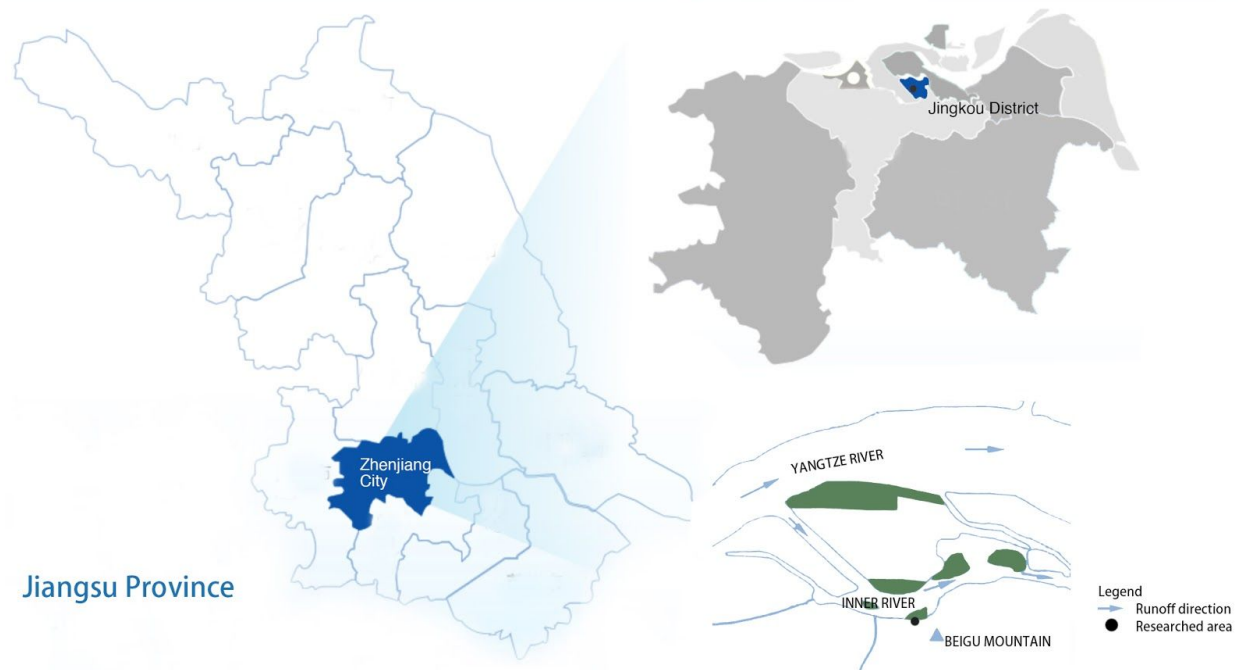 Zhenjiang
City
Jiangsu Province
Jingkou District
YANGTZE RIVER
INNER RIVER
BEIGU MOUNTAIN
Legend
Runoff direction
Researched area